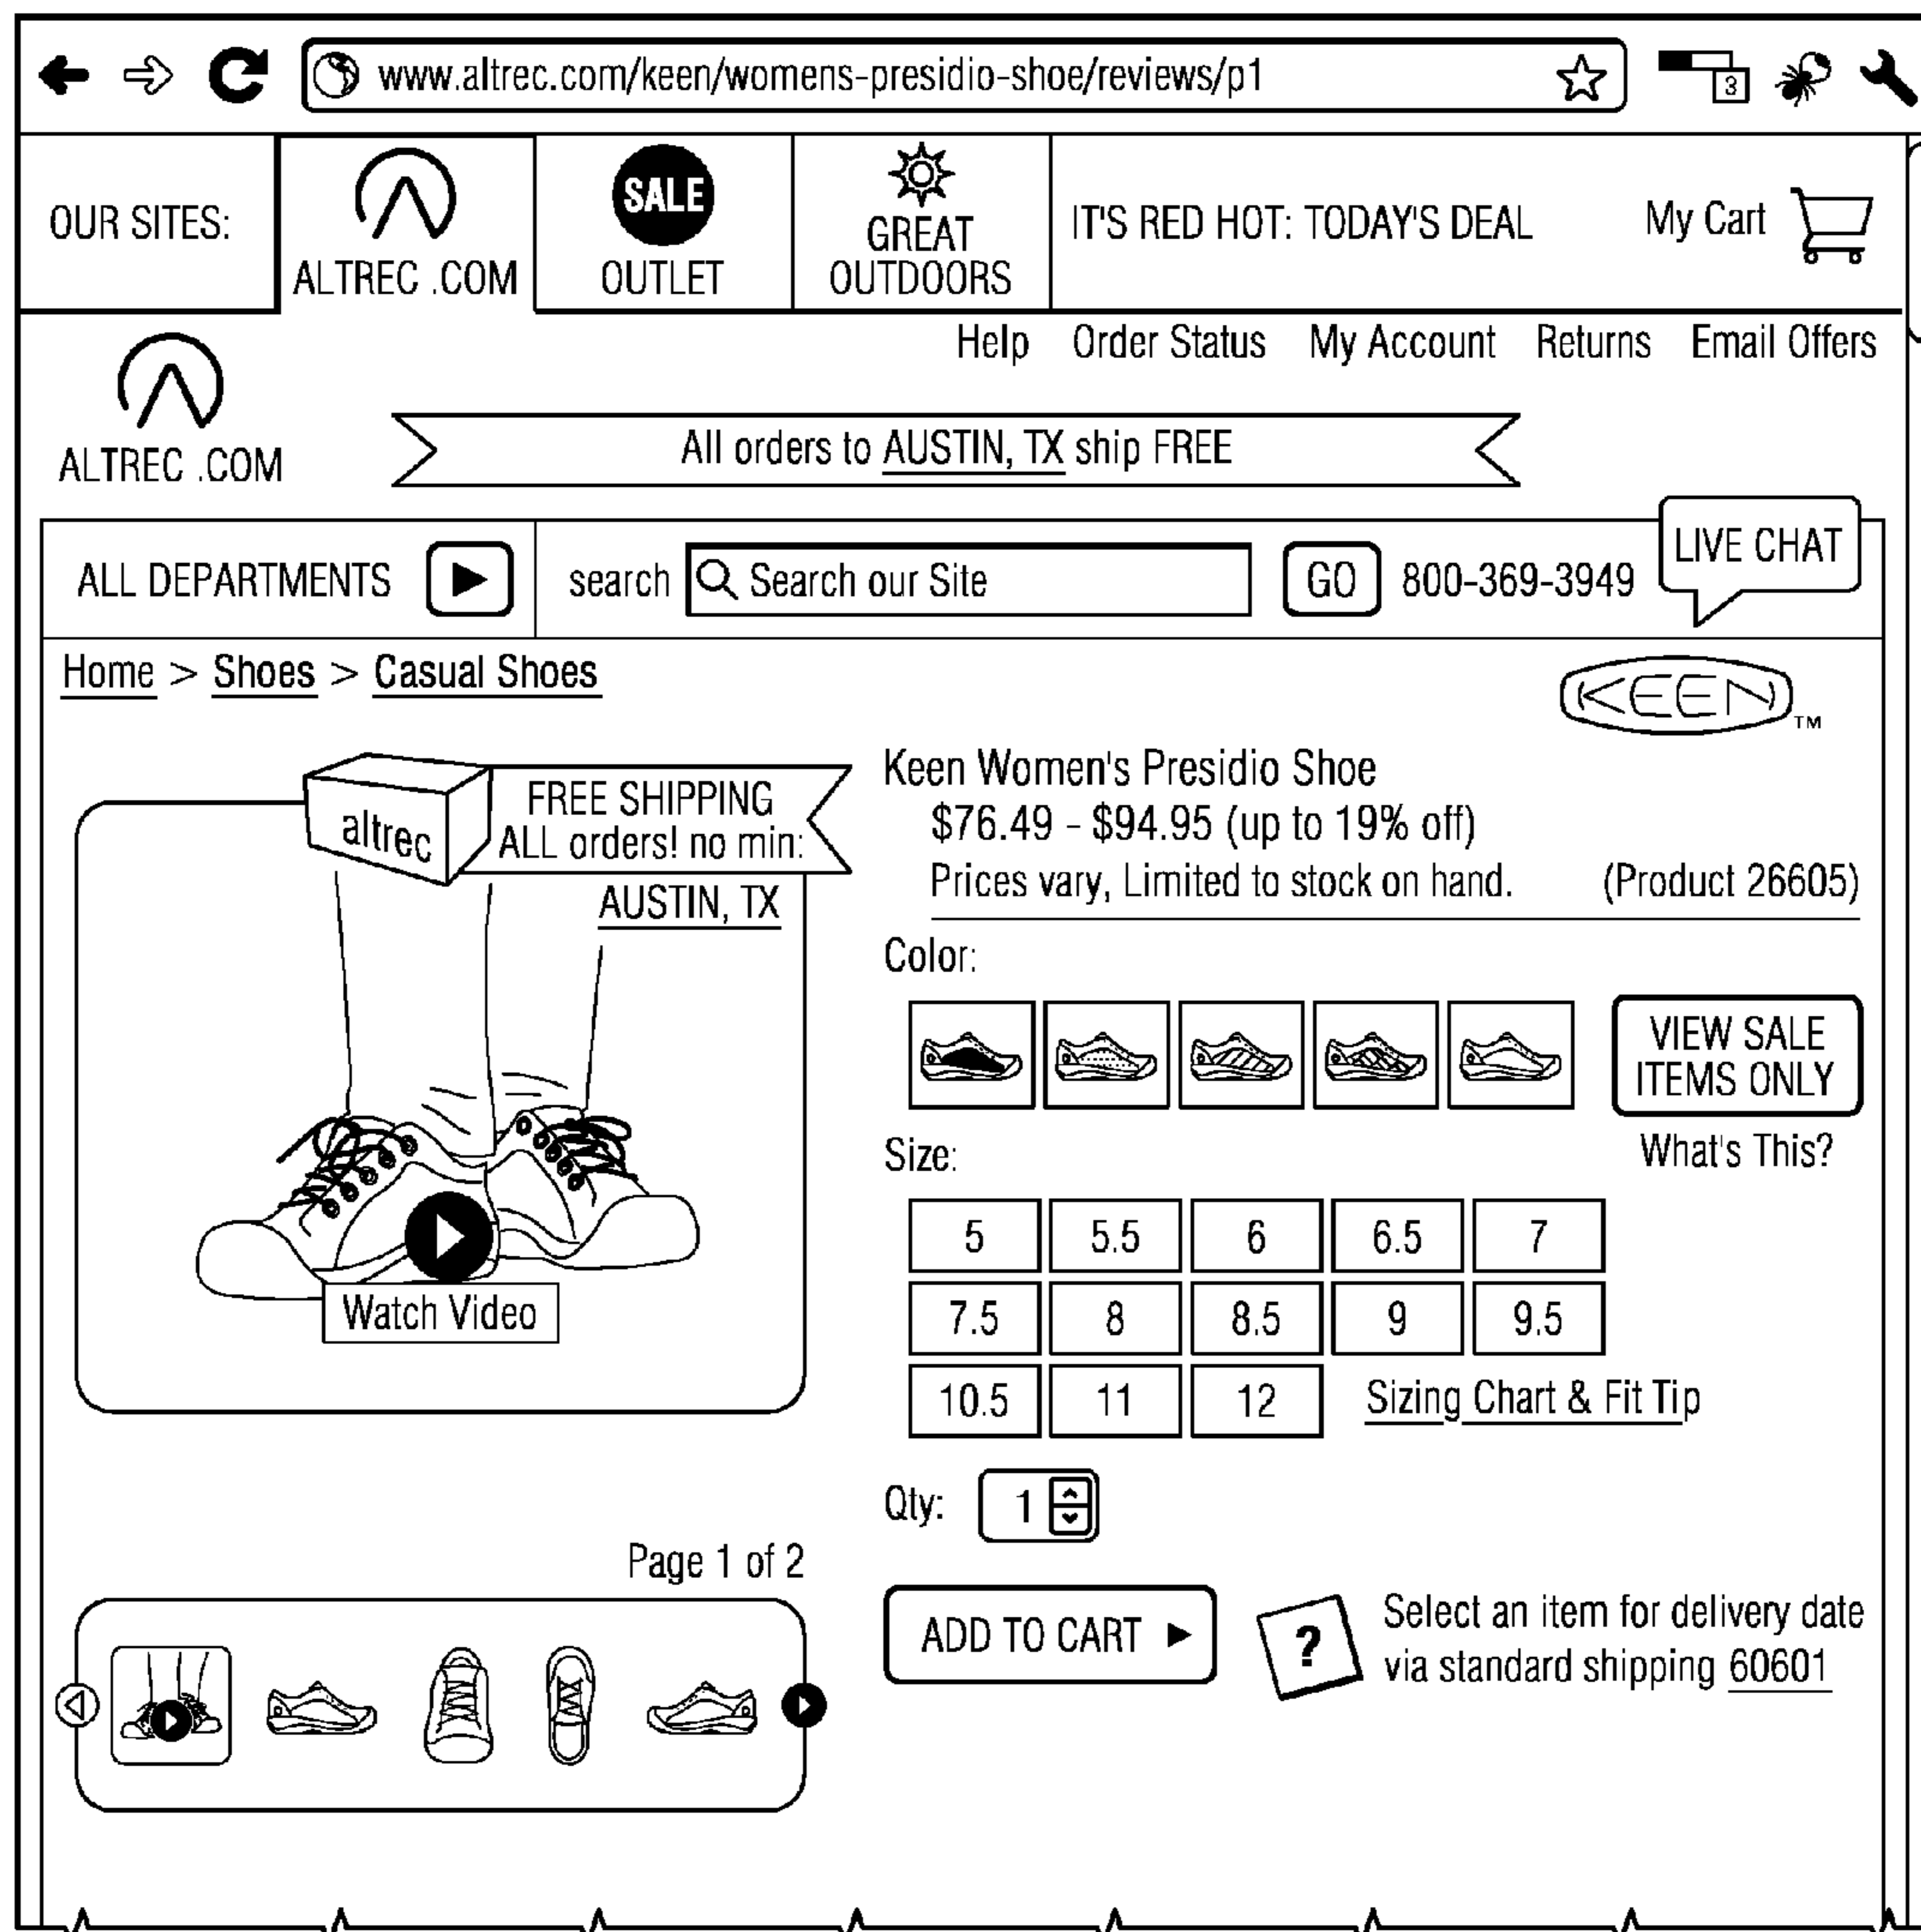 www.altrec.com/keen/womens-presidio-shoe/reviews/p1
3
OUR SITES:
ALTREC .COM
SALE
OUTLET
GREAT
OUTDOORS
IT'S RED HOT: TODAY'S DEAL
My Cart
Help Order Status My Account Returns Email Offers
ALTREC .COM
All orders to AUSTIN, TX ship FREE
ALL DEPARTMENTS
search
Search our Site
GO
800-369-3949
LIVE CHAT
Home > Shoes > Casual Shoes
KEEN TM
altrec
FREE SHIPPING
ALL orders! no min:
AUSTIN, TX
Watch Video
Page 1 of 2
Keen Women's Presidio Shoe
$76.49 - $94.95 (up to 19% off)
Prices vary, Limited to stock on hand. (Product 26605)
Color:
VIEW SALE
ITEMS ONLY
What's This?
Size:
5 5.5 6 6.5 7
7.5 8 8.5 9 9.5
10.5 11 12 Sizing Chart & Fit Tip
Qty: 1
ADD TO CART
?
Select an item for delivery date
via standard shipping 60601